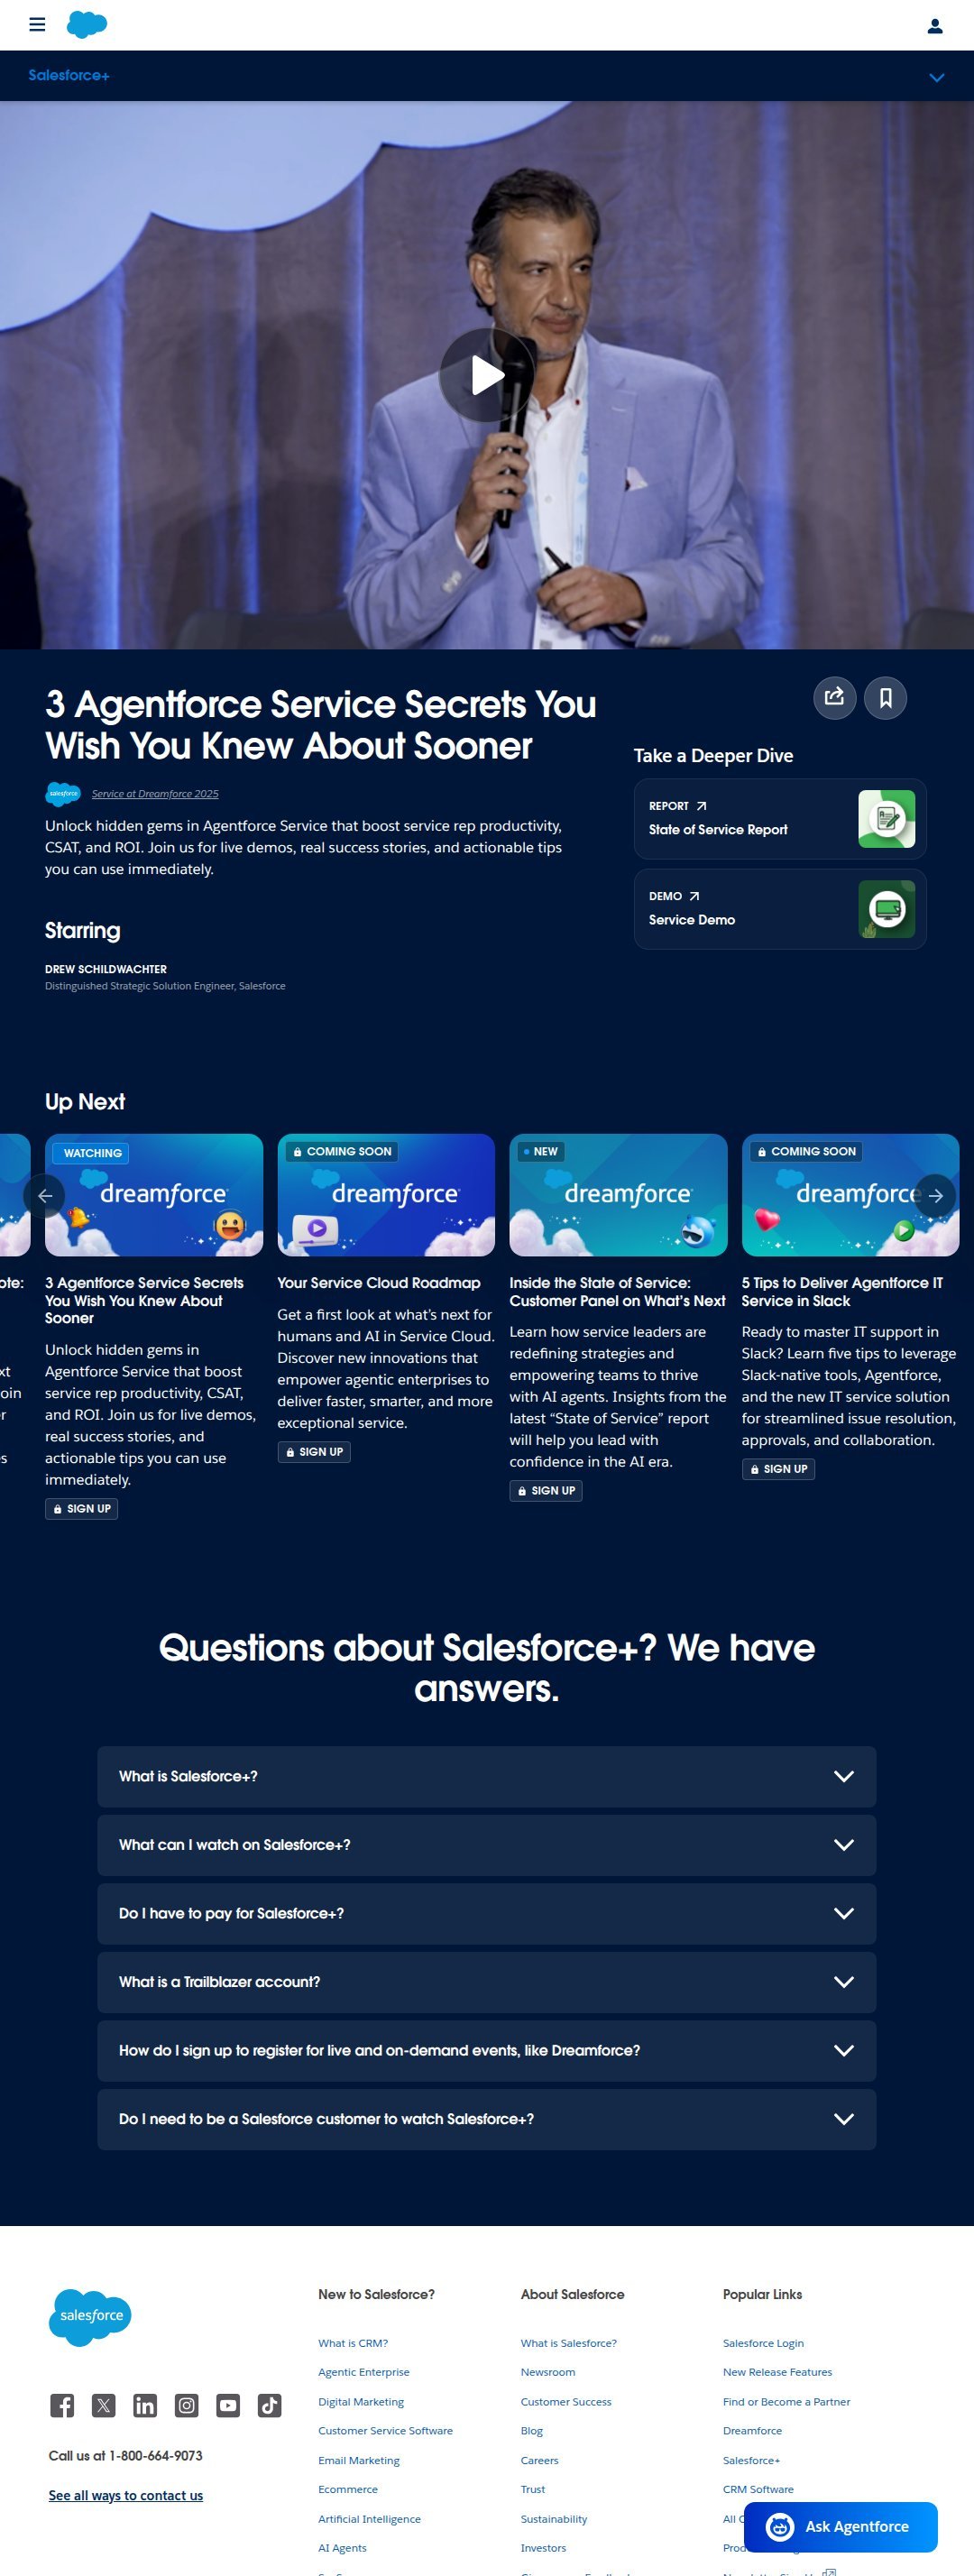 Salesforce+
3 Agentforce Service Secrets You
Wish You Knew About Sooner
salesforce
Service at Dreamforce 2025
Unlock hidden gems in Agentforce Service that boost service rep productivity,
CSAT, and ROI. Join us for live demos, real success stories, and actionable tips
you can use immediately.
Starring
DREW SCHILDWACHTER
Distinguished Strategic Solution Engineer, Salesforce
Take a Deeper Dive
REPORT
State of Service Report
DEMO
Service Demo
Up Next
WATCHING
dreamforce
3 Agentforce Service Secrets
You Wish You Knew About
Sooner
Unlock hidden gems in
Agentforce Service that boost
service rep productivity, CSAT,
and ROI. Join us for live demos,
real success stories, and
actionable tips you can use
immediately.
SIGN UP
COMING SOON
dreamforce
Your Service Cloud Roadmap
Get a first look at what's next for
humans and AI in Service Cloud.
Discover new innovations that
empower agentic enterprises to
deliver faster, smarter, and more
exceptional service.
SIGN UP
NEW
dreamforce
Inside the State of Service:
Customer Panel on What's Next
Learn how service leaders are
redefining strategies and
empowering teams to thrive
with AI agents. Insights from the
latest “State of Service” report
will help you lead with
confidence in the AI era.
SIGN UP
COMING SOON
dreamforce
5 Tips to Deliver Agentforce IT
Service in Slack
Ready to master IT support in
Slack? Learn five tips to leverage
Slack-native tools, Agentforce,
and the new IT service solution
for streamlined issue resolution,
approvals, and collaboration.
SIGN UP
Questions about Salesforce+? We have
answers.
What is Salesforce+?
What can I watch on Salesforce+?
Do I have to pay for Salesforce+?
What is a Trailblazer account?
How do I sign up to register for live and on-demand events, like Dreamforce?
Do I need to be a Salesforce customer to watch Salesforce+?
salesforce
Call us at 1-800-664-9073
See all ways to contact us
New to Salesforce?
What is CRM?
Agentic Enterprise
Digital Marketing
Customer Service Software
Email Marketing
Ecommerce
Artificial Intelligence
AI Agents
About Salesforce
What is Salesforce?
Newsroom
Customer Success
Blog
Careers
Trust
Sustainability
Investors
Popular Links
Salesforce Login
New Release Features
Find or Become a Partner
Dreamforce
Salesforce+
CRM Software
All
Ask Agentforce